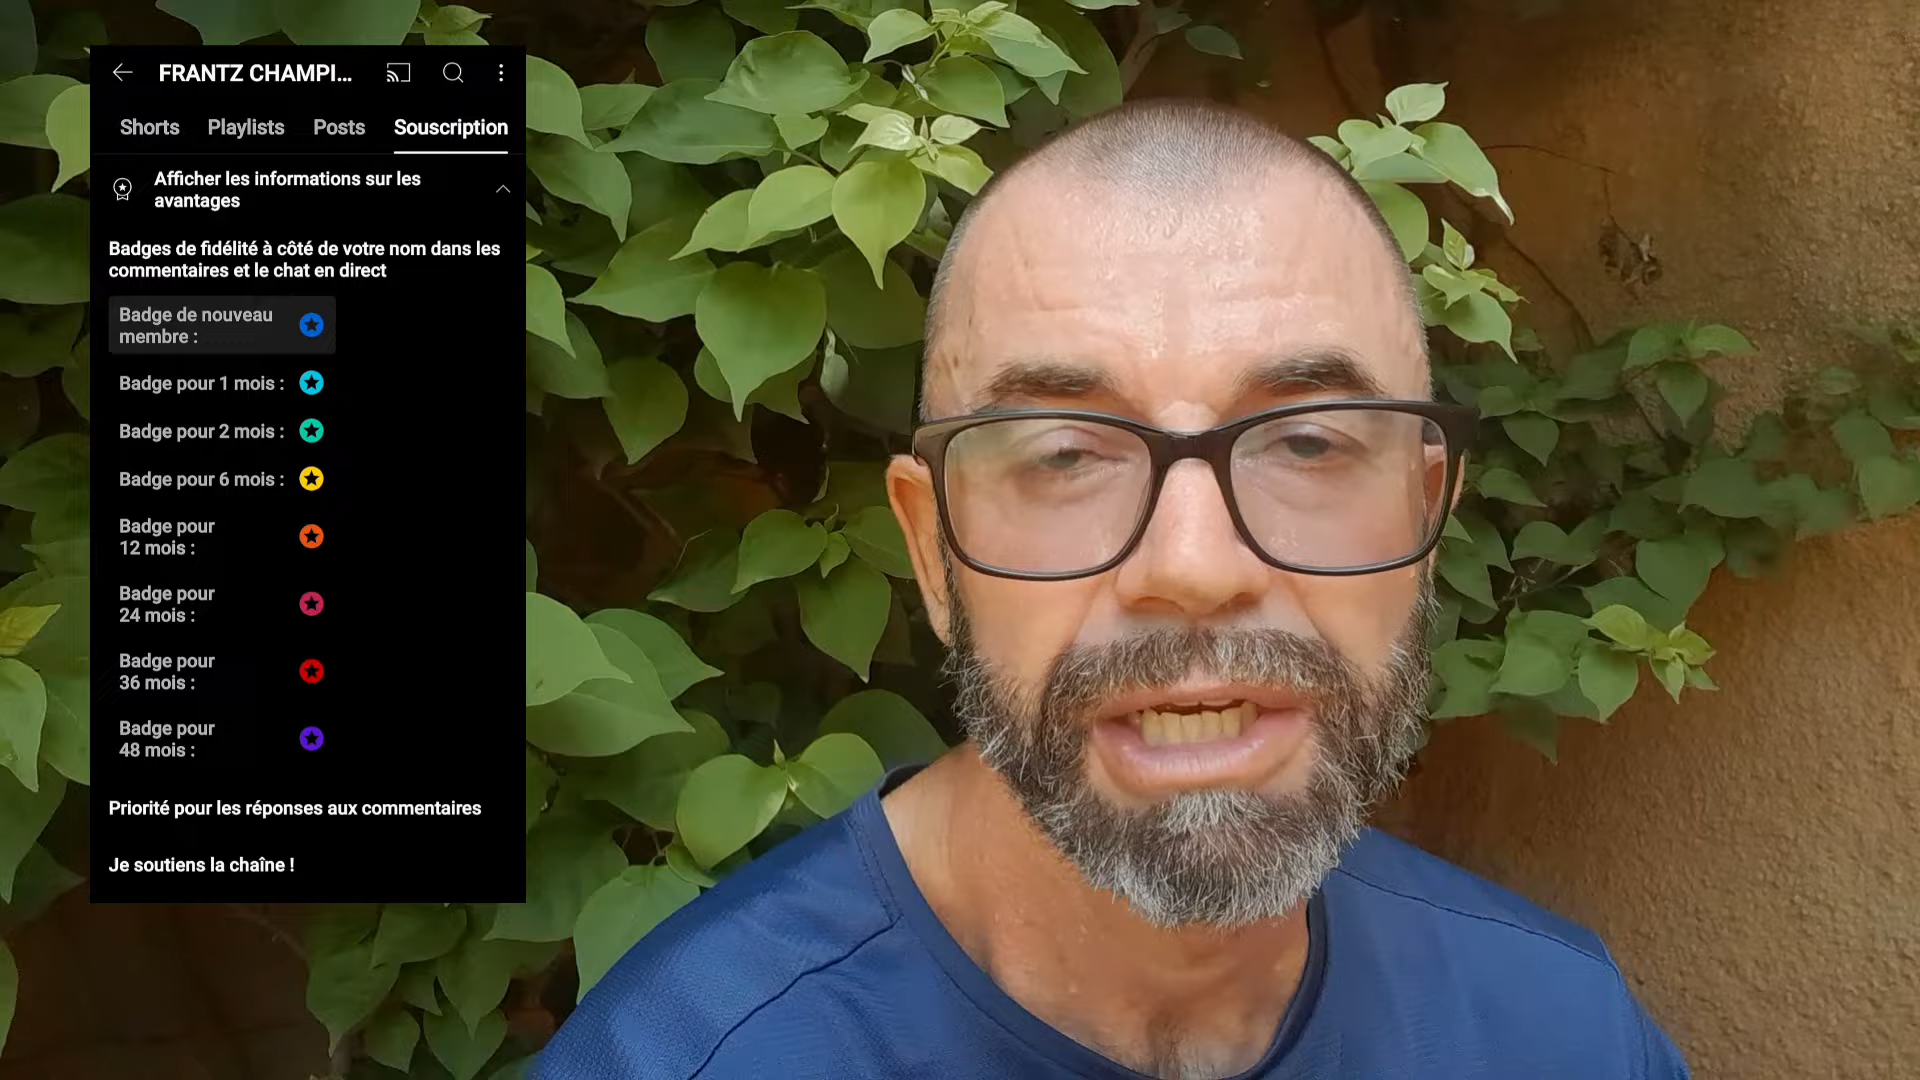 FRANTZ CHAMPI...
Shorts Playlists Posts Souscription
Afficher les informations sur les
avantages
Badges de fidélité à côté de votre nom dans les
commentaires et le chat en direct
Badge de nouveau
membre :
Badge pour 1 mois :
Badge pour 2 mois :
Badge pour 6 mois :
Badge pour
12 mois :
Badge pour
24 mois :
Badge pour
36 mois :
Badge pour
48 mois :
Priorité pour les réponses aux commentaires
Je soutiens la chaîne !